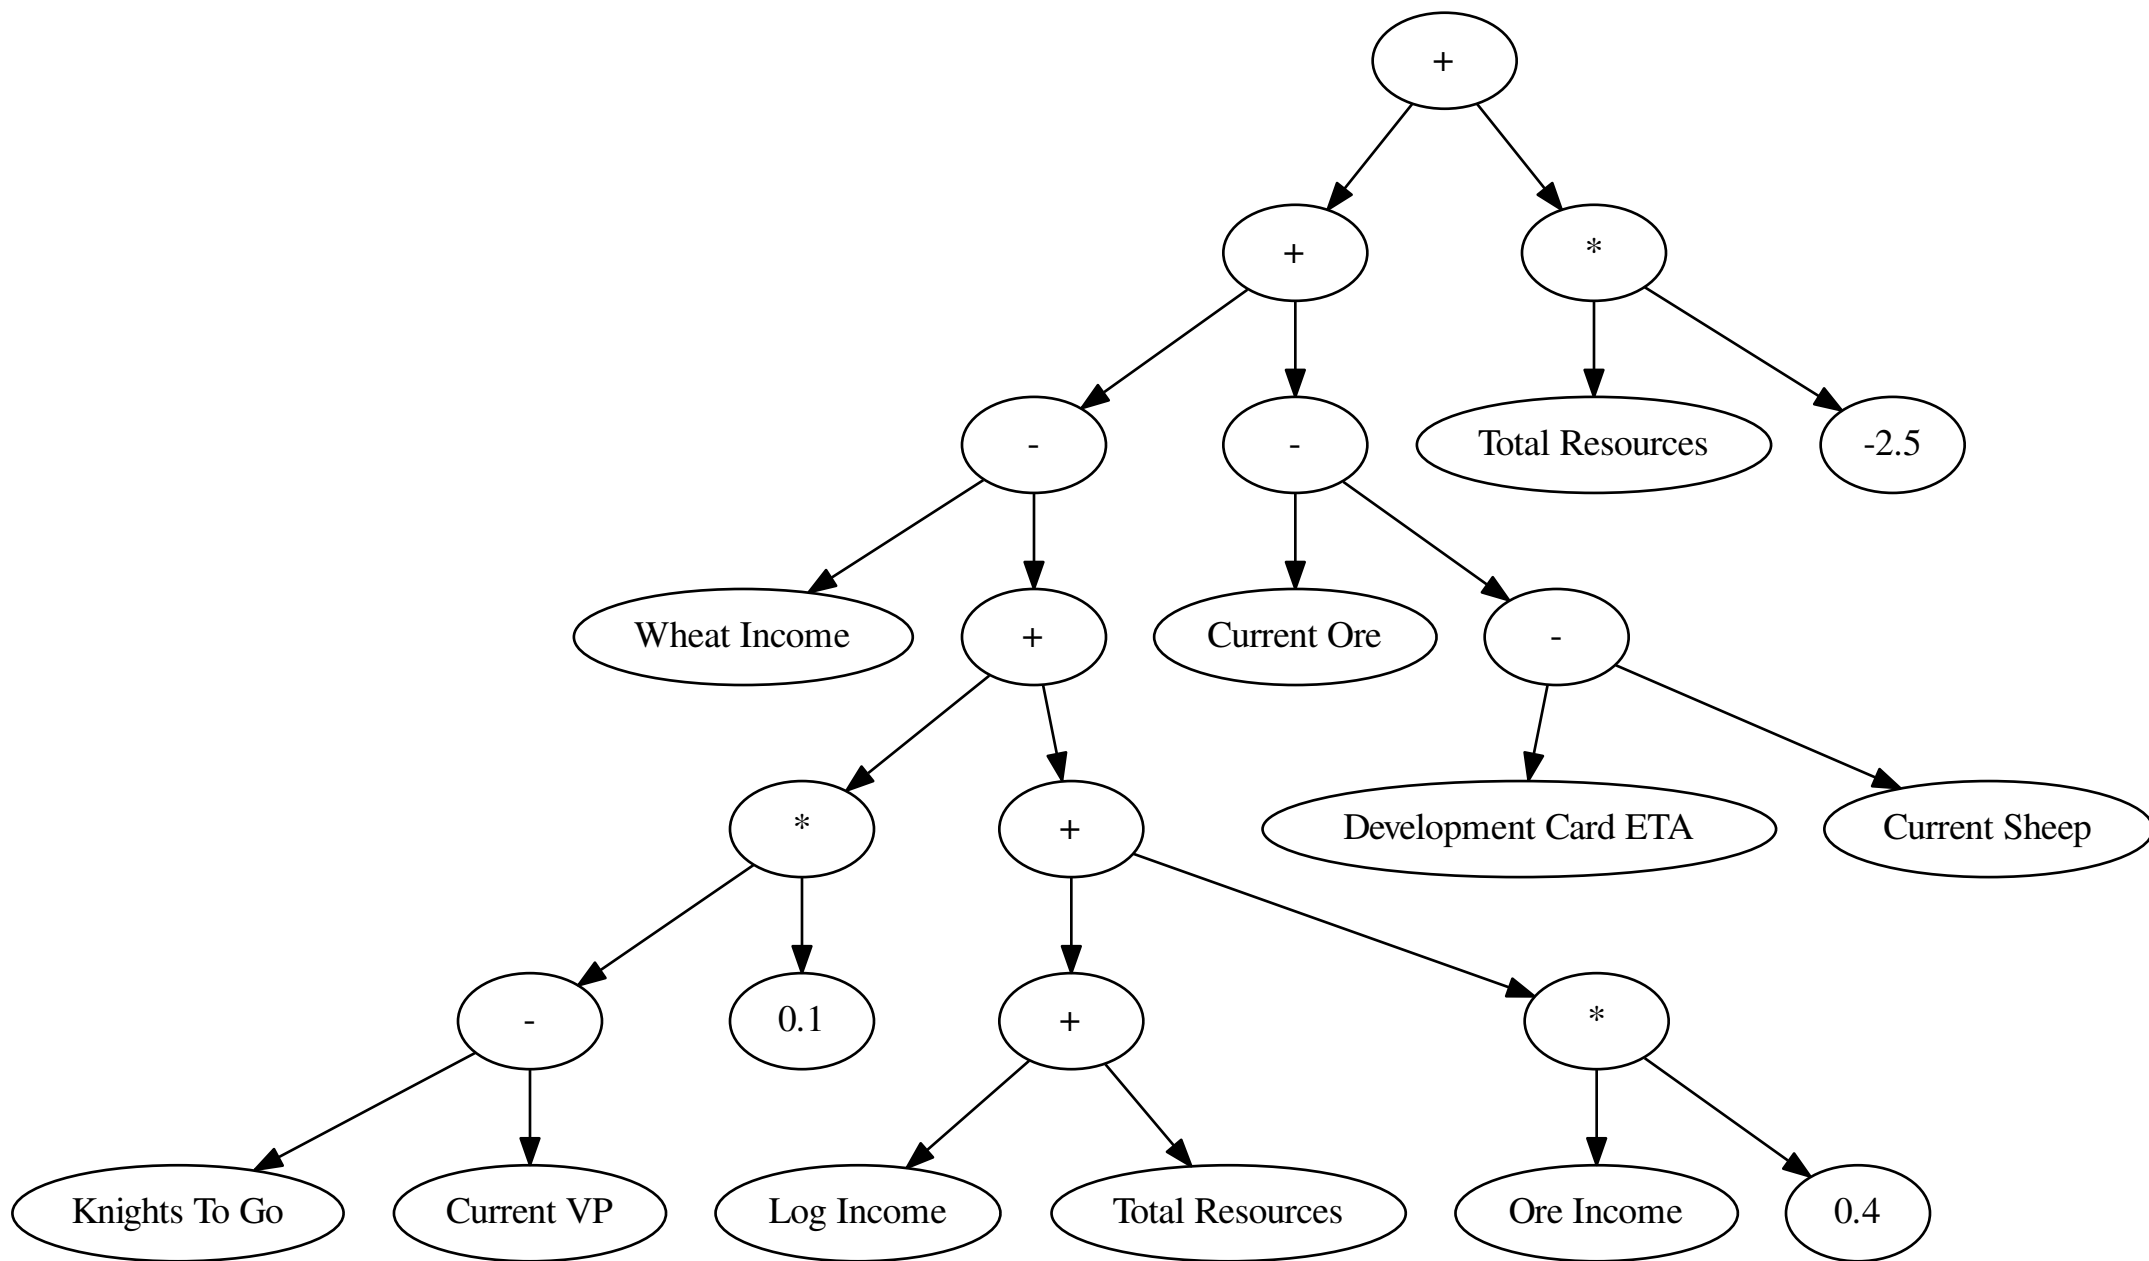 +
+
*
-
-
Total Resources
-2.5
Wheat Income
+
Current Ore
-
*
+
Development Card ETA
Current Sheep
-
0.1
+
*
Knights To Go
Current VP
Log Income
Total Resources
Ore Income
0.4